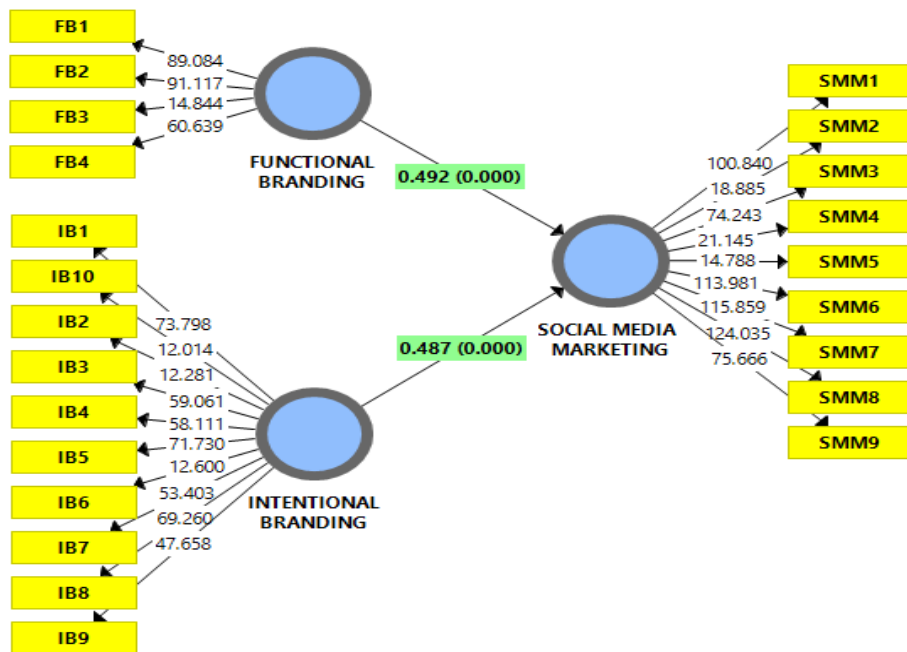 FB1
FB2
FB3
FB4
89.084
91.117
14.844
60.639
FUNCTIONAL
BRANDING
0.492 (0.000)
IB1
IB10
IB2
IB3
IB4
IB5
IB6
IB7
IB8
IB9
73.798
12.014
12.281
59.061
58.111
71.730
12.600
53.403
69.260
47.658
INTENTIONAL
BRANDING
0.487 (0.000)
SOCIAL MEDIA
MARKETING
100.840
18.885
74.243
21.145
14.788
113.981
115.859
124.035
75.666
SMM1
SMM2
SMM3
SMM4
SMM5
SMM6
SMM7
SMM8
SMM9